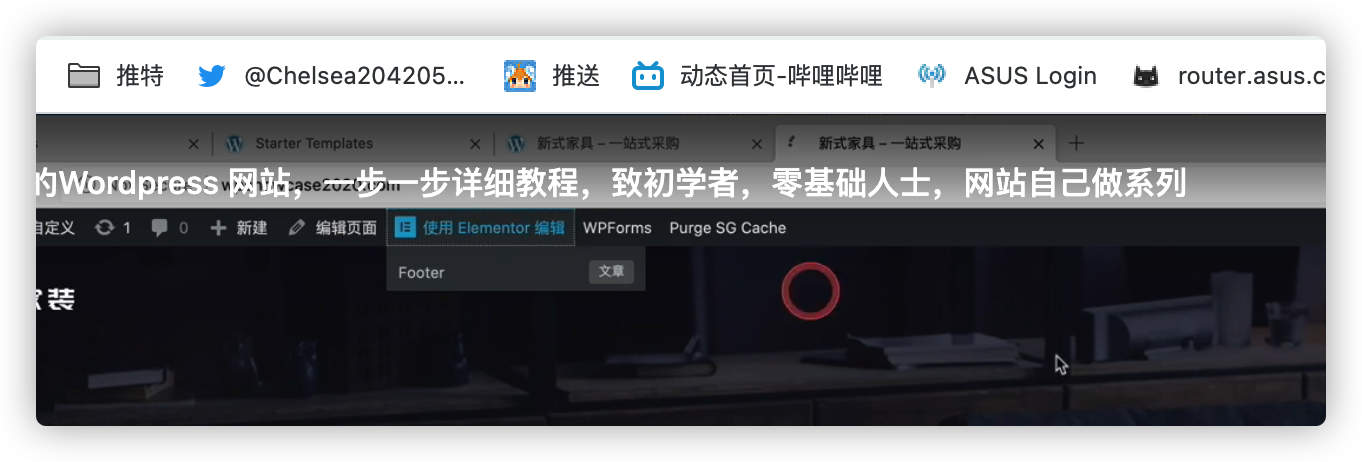 推特 @Chelsea204205... 推送 动态首页-哔哩哔哩 ASUS Login router.asus.c
Starter Templates 新式家具 – 一站式采购 新式家具 – 一站式采购
的Wordpress 网站，一步一步详细教程，致初学者，零基础人士，网站自己做系列
自定义 1 0 新建 编辑页面 使用 Elementor 编辑 WPForms Purge SG Cache
Footer 文章
装